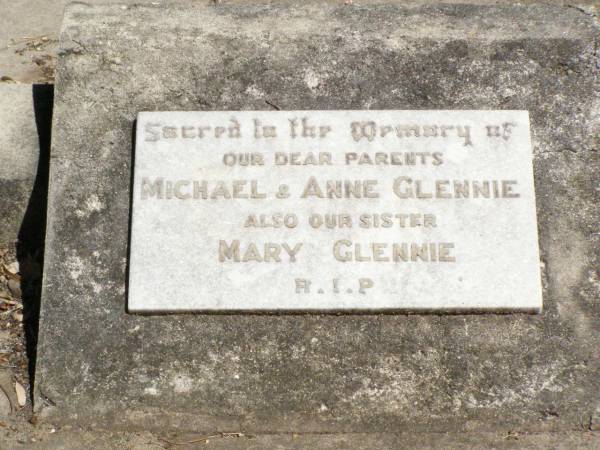 Sacred to the Memory of
OUR DEAR PARENTS
MICHAEL & ANNE GLENNIE
ALSO OUR SISTER
MARY GLENNIE
R.I.P